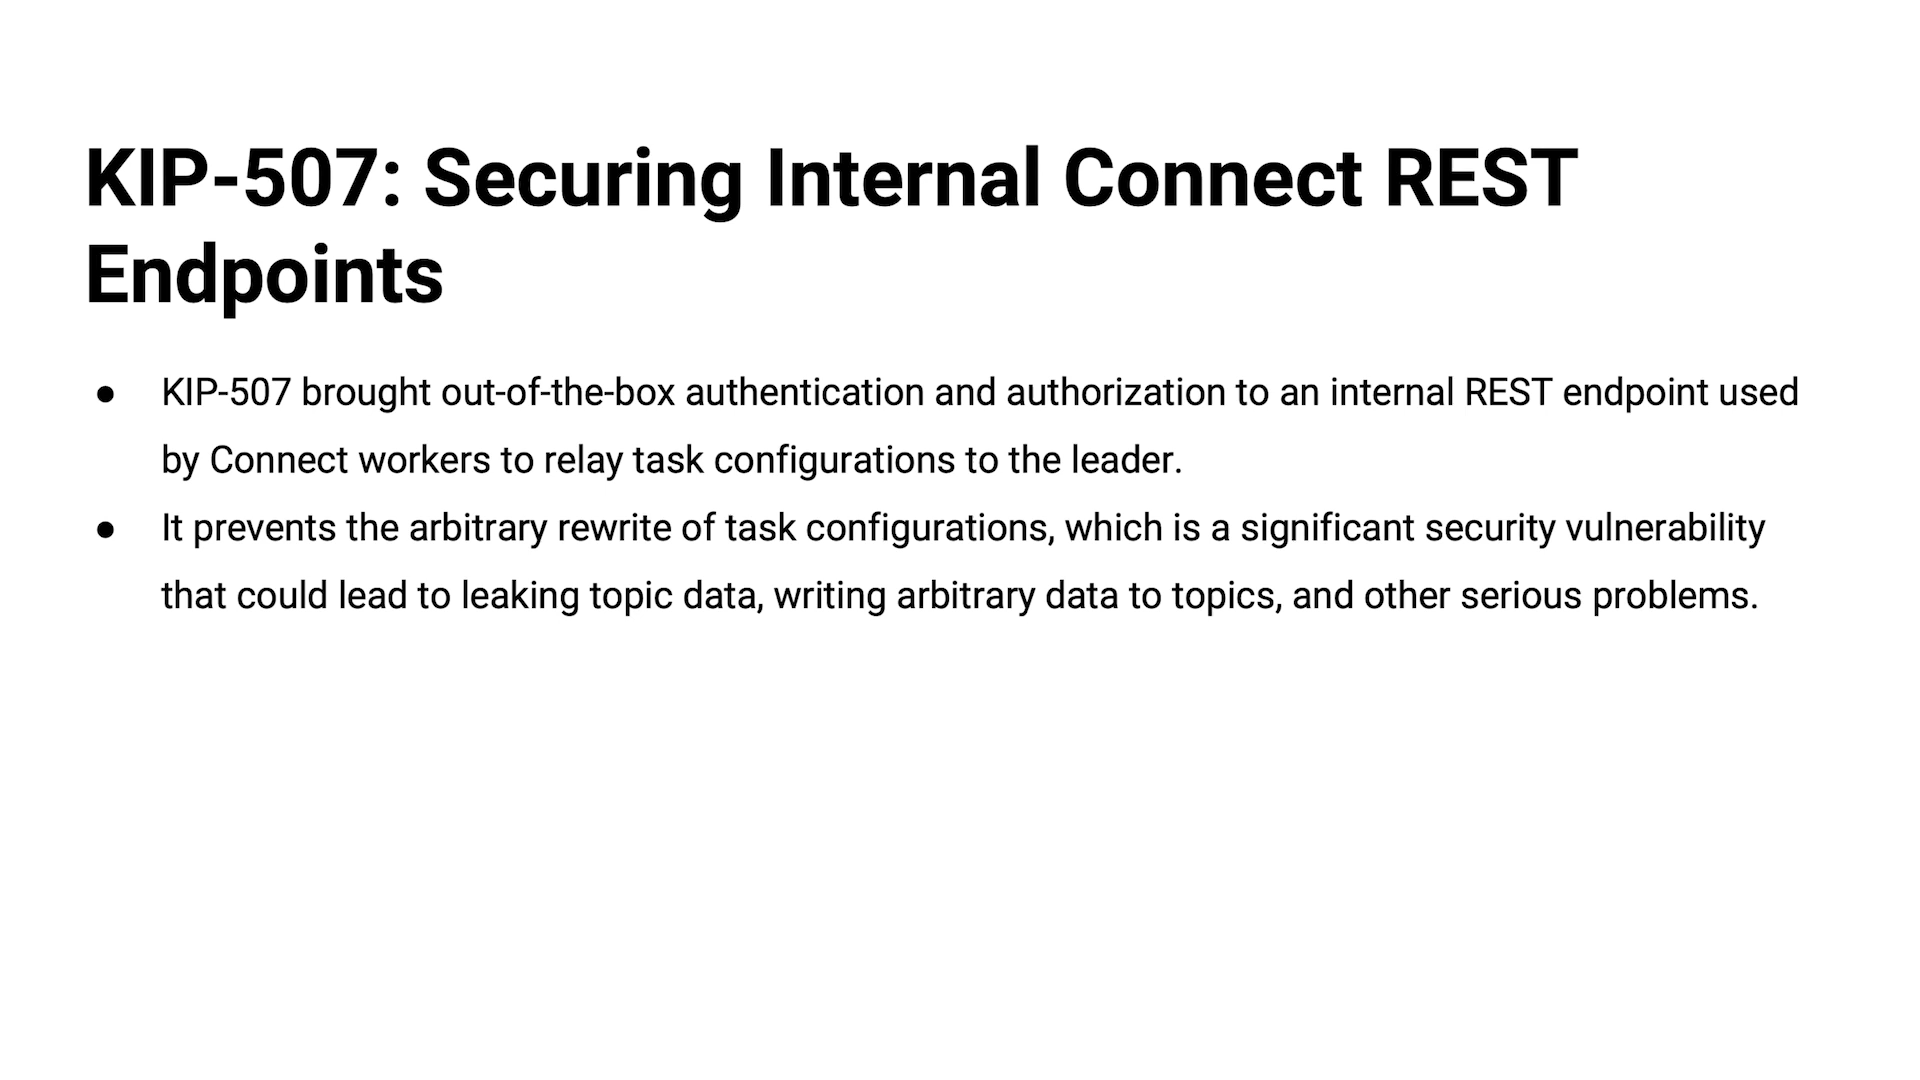 KIP-507: Securing Internal Connect REST
Endpoints
● KIP-507 brought out-of-the-box authentication and authorization to an internal REST endpoint used
by Connect workers to relay task configurations to the leader.
● It prevents the arbitrary rewrite of task configurations, which is a significant security vulnerability
that could lead to leaking topic data, writing arbitrary data to topics, and other serious problems.